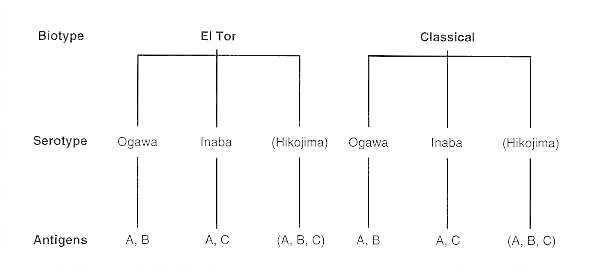 Biotype El Tor Classical
Serotype Ogawa Inaba (Hikojima) Ogawa Inaba (Hikojima)
Antigens A, B A, C (A, B, C) A, B A, C (A, B, C)